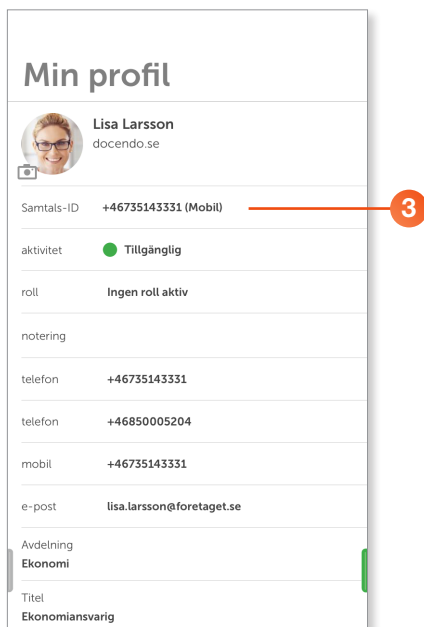 Min profil
Lisa Larsson
docendo.se
Samtals-ID +46735143331 (Mobil)
3
aktivitet Tillgänglig
roll Ingen roll aktiv
notering
telefon +46735143331
telefon +46850005204
mobil +46735143331
e-post lisa.larsson@foretaget.se
Avdelning
Ekonomi
Titel
Ekonomiansvarig